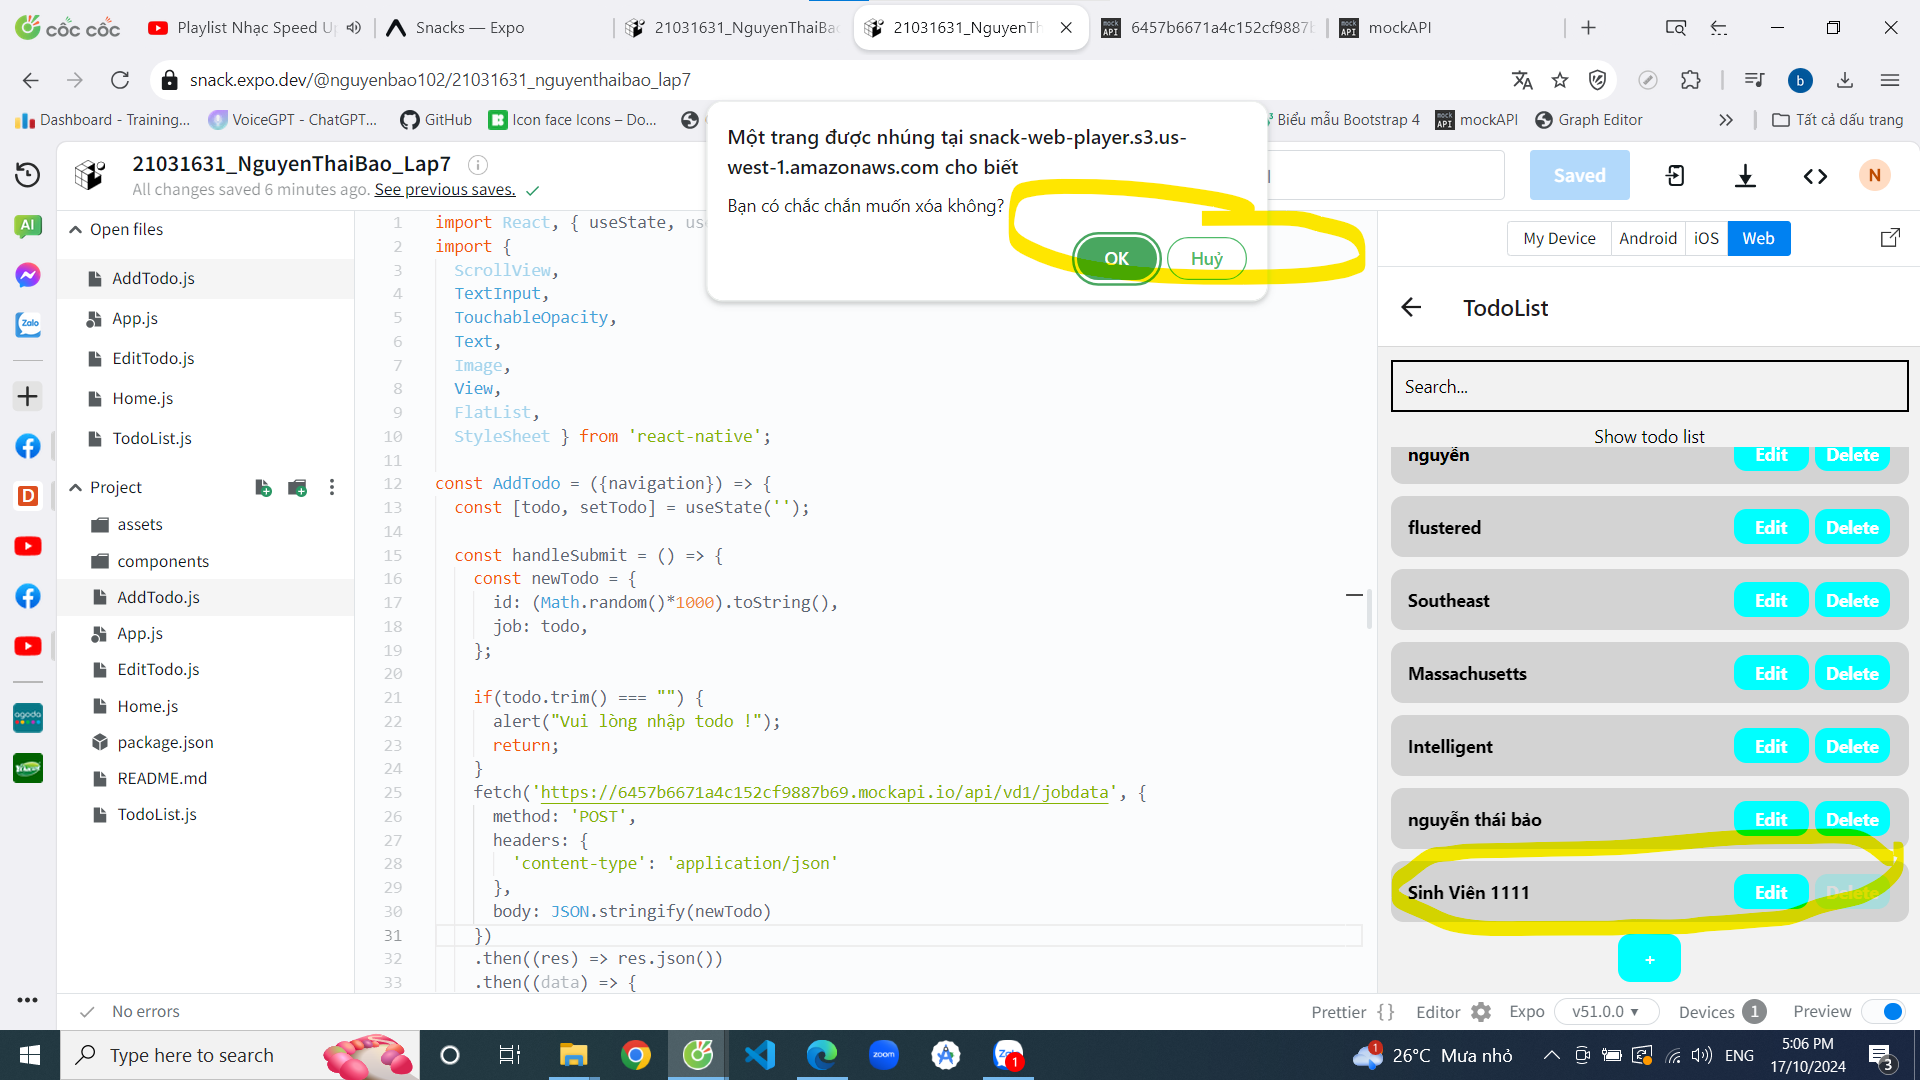 cốc cốc
Playlist Nhạc Speed U
Snacks — Expo
21031631_NguyenThaiBa
21031631_NguyenTh
6457b6671a4c152cf9887b
mockAPI
snack.expo.dev/@nguyenbao102/21031631_nguyenthaibao_lap7
b
Dashboard - Training...
VoiceGPT - ChatGPT...
GitHub
Icon face Icons – Do...
Biểu mẫu Bootstrap 4
mockAPI
Graph Editor
Tất cả dấu trang
Một trang được nhúng tại snack-web-player.s3.us-
west-1.amazonaws.com cho biết
Bạn có chắc chắn muốn xóa không?
OK
Huỷ
21031631_NguyenThaiBao_Lap7
All changes saved 6 minutes ago. See previous saves.
Saved
N
Open files
AddTodo.js
App.js
EditTodo.js
Home.js
TodoList.js
Project
assets
components
AddTodo.js
App.js
EditTodo.js
Home.js
package.json
README.md
TodoList.js
1 import React, { useState, use
2 import {
3 ScrollView,
4 TextInput,
5 TouchableOpacity,
6 Text,
7 Image,
8 View,
9 FlatList,
10 StyleSheet } from 'react-native';
11
12 const AddTodo = ({navigation}) => {
13 const [todo, setTodo] = useState('');
14
15 const handleSubmit = () => {
16 const newTodo = {
17 id: (Math.random()*1000).toString(),
18 job: todo,
19 };
20
21 if(todo.trim() === "") {
22 alert("Vui lòng nhập todo !");
23 return;
24 }
25 fetch('https://6457b6671a4c152cf9887b69.mockapi.io/api/vd1/jobdata', {
26 method: 'POST',
27 headers: {
28 'content-type': 'application/json'
29 },
30 body: JSON.stringify(newTodo)
31 })
32 .then((res) => res.json())
33 .then((data) => {
My Device
Android
iOS
Web
TodoList
Search...
Show todo list
nguyễn Edit Delete
flustered Edit Delete
Southeast Edit Delete
Massachusetts Edit Delete
Intelligent Edit Delete
nguyễn thái bảo Edit Delete
Sinh Viên 1111 Edit Delete
+
No errors
Prettier { }
Editor
Expo
v51.0.0
Devices 1
Preview
Type here to search
zoom
1
1
26°C Mưa nhỏ
ENG
5:06 PM
17/10/2024
3
AI
Zalo
D
agoda